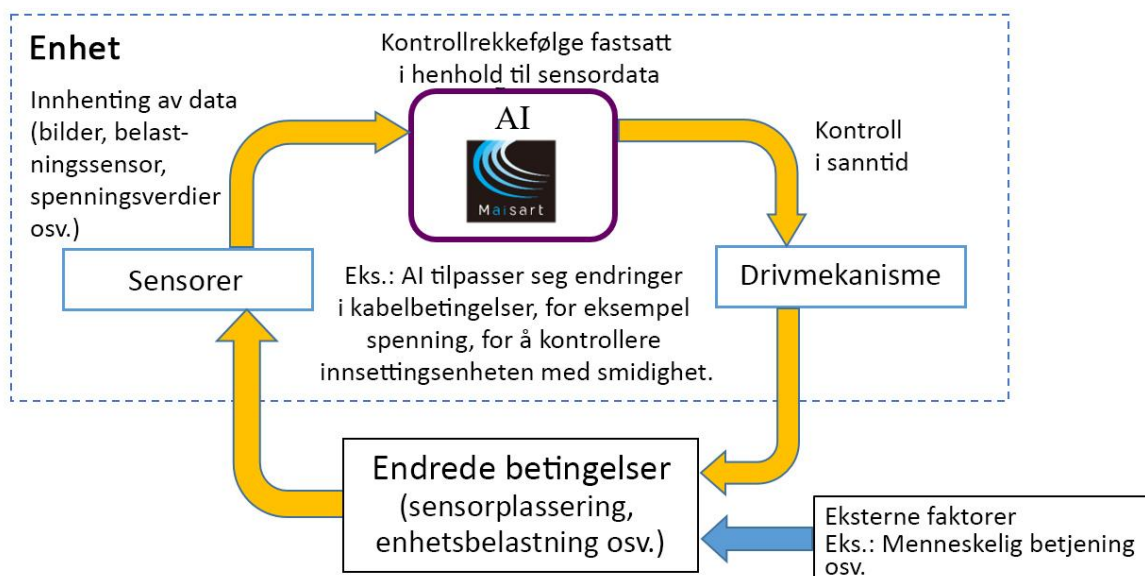 Enhet
Kontrollrekkefølge fastsatt
i henhold til sensordata
Innhenting av data
(bilder, belast-
ningssensor,
spenningsverdier
osv.)
AI
Maisart
Kontroll
i sanntid
Sensorer
Eks.: AI tilpasser seg endringer
i kabelbetingelser, for eksempel
spenning, for å kontrollere
innsettingsenheten med smidighet.
Drivmekanisme
Endrede betingelser
(sensorplassering,
enhetsbelastning osv.)
Eksterne faktorer
Eks.: Menneskelig betjening
osv.